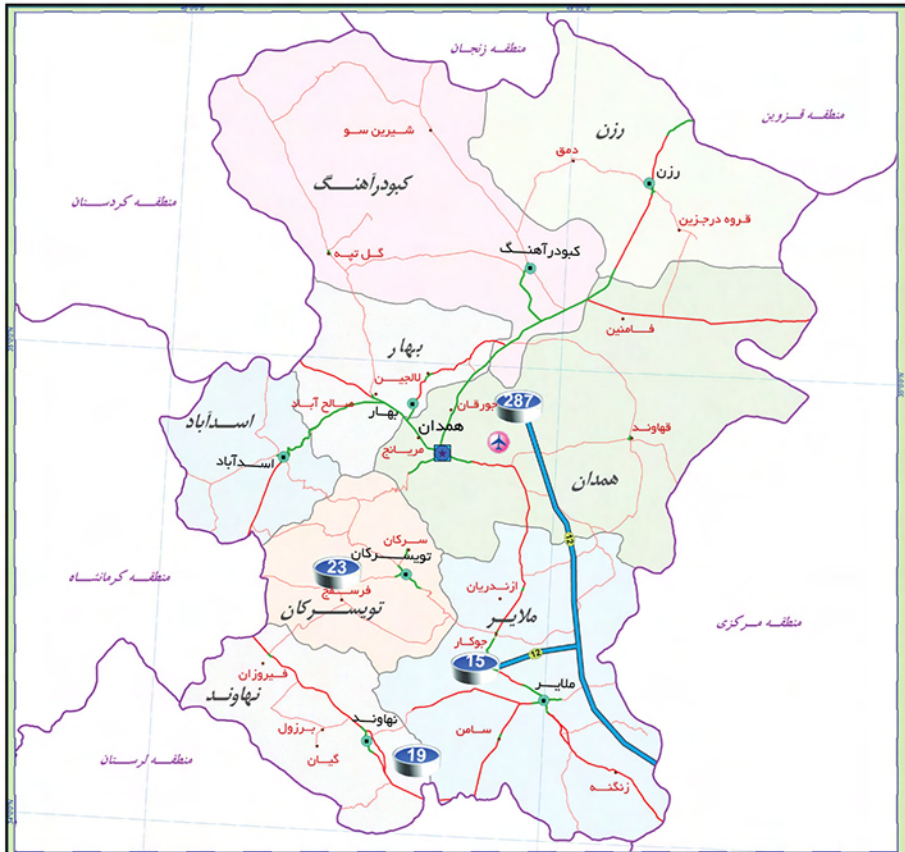 منطقه زنجان
منطقه قزوین
رزن
شیرین سو
دمق
رزن
کبودرآهنگ
منطقه کردستان
قروه درجزین
گل تپه
کبودرآهنگ
فامنین
بهار
لالجین
صالح آباد
بهار
جورقان
287
اسدآباد
همدان
قهاوند
مریانج
اسدآباد
همدان
سرکان
12
تویسرکان
23
منطقه کرمانشاه
فرسفج
ازندریان
تویسرکان
ملایر
منطقه مرکزی
جوکار
12
15
فیروزان
ملایر
نهاوند
نهاوند
برزول
سامن
گیان
19
منطقه لرستان
زنگنه